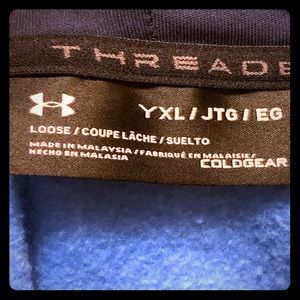 THREADE
YXL / JTG / EG
LOOSE / COUPE LÂCHE / SUELTO
MADE IN MALAYSIA / FABRIQUÉ EN MALAISIE /
HECHO EN MALASIA
COLDGEAR